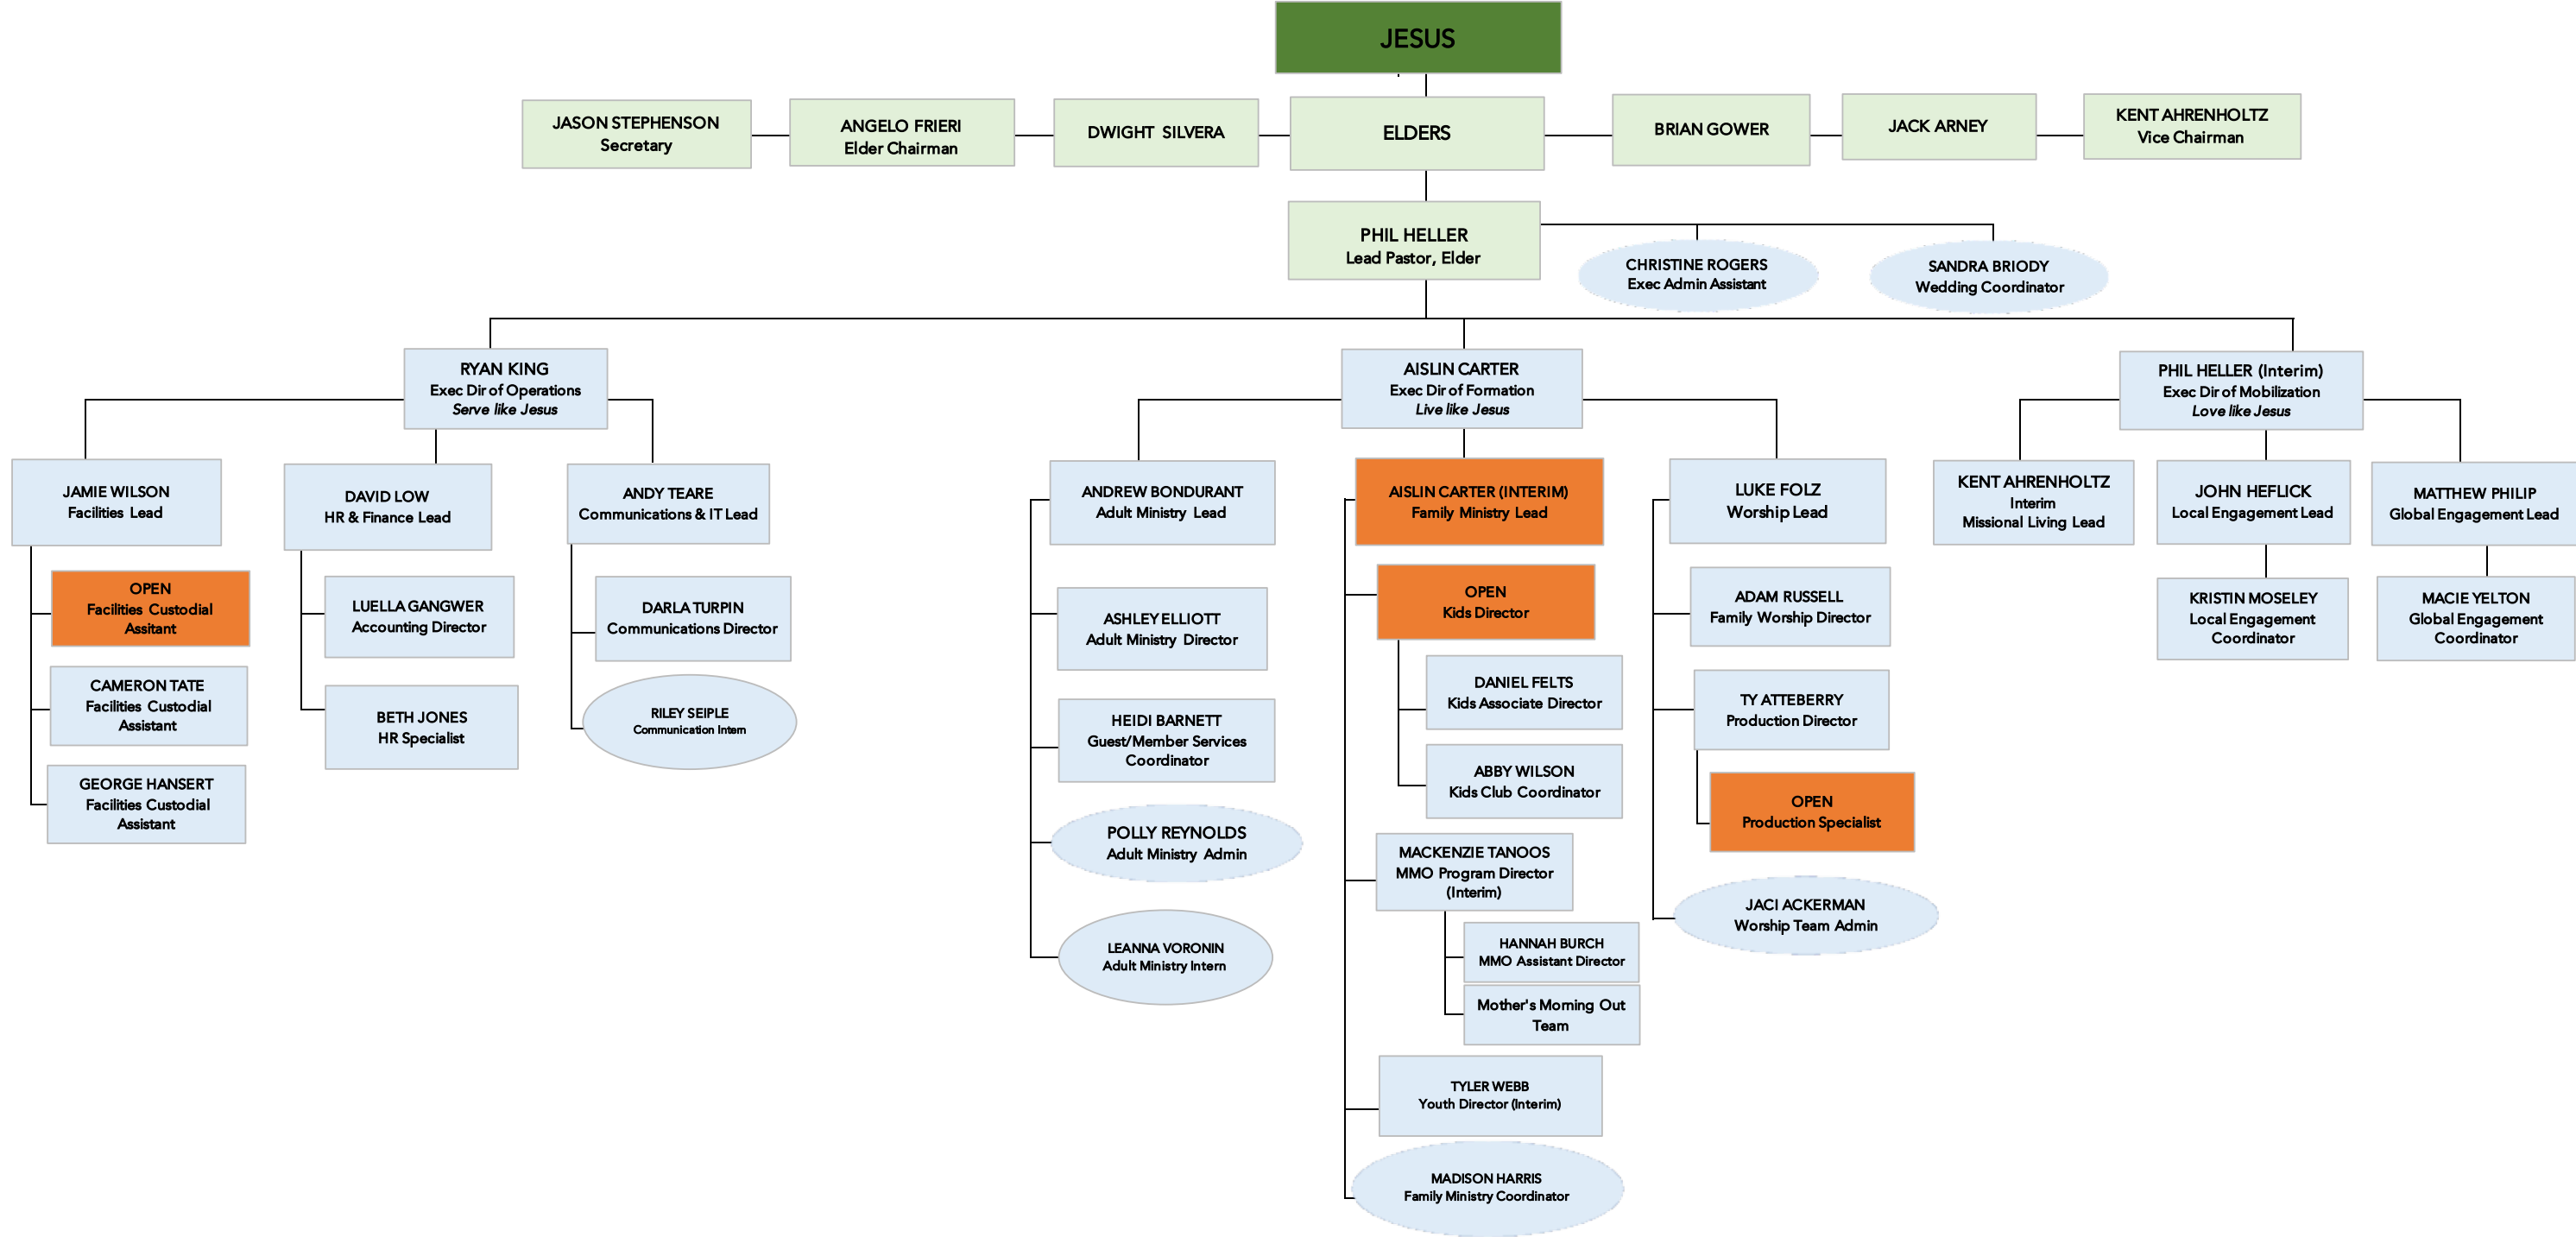 JESUS
JASON STEPHENSON
Secretary
ANGELO FRIERI
Elder Chairman
DWIGHT SILVERA
ELDERS
BRIAN GOWER
JACK ARNEY
KENT AHRENHOLTZ
Vice Chairman
PHIL HELLER
Lead Pastor, Elder
CHRISTINE ROGERS
Exec Admin Assistant
SANDRA BRIODY
Wedding Coordinator
RYAN KING
Exec Dir of Operations
Serve like Jesus
AISLIN CARTER
Exec Dir of Formation
Live like Jesus
PHIL HELLER (Interim)
Exec Dir of Mobilization
Love like Jesus
JAMIE WILSON
Facilities Lead
OPEN
Facilities Custodial
Assitant
CAMERON TATE
Facilities Custodial
Assistant
GEORGE HANSERT
Facilities Custodial
Assistant
DAVID LOW
HR & Finance Lead
LUELLA GANGWER
Accounting Director
BETH JONES
HR Specialist
ANDY TEARE
Communications & IT Lead
DARLA TURPIN
Communications Director
RILEY SEIPLE
Communication Intern
ANDREW BONDURANT
Adult Ministry Lead
ASHLEY ELLIOTT
Adult Ministry Director
HEIDI BARNETT
Guest/Member Services
Coordinator
POLLY REYNOLDS
Adult Ministry Admin
LEANNA VORONIN
Adult Ministry Intern
AISLIN CARTER (INTERIM)
Family Ministry Lead
OPEN
Kids Director
DANIEL FELTS
Kids Associate Director
ABBY WILSON
Kids Club Coordinator
MACKENZIE TANOOS
MMO Program Director
(Interim)
HANNAH BURCH
MMO Assistant Director
Mother's Morning Out
Team
TYLER WEBB
Youth Director (Interim)
MADISON HARRIS
Family Ministry Coordinator
LUKE FOLZ
Worship Lead
ADAM RUSSELL
Family Worship Director
TY ATTEBERRY
Production Director
OPEN
Production Specialist
JACI ACKERMAN
Worship Team Admin
KENT AHRENHOLTZ
Interim
Missional Living Lead
JOHN HEFLICK
Local Engagement Lead
KRISTIN MOSELEY
Local Engagement
Coordinator
MATTHEW PHILIP
Global Engagement Lead
MACIE YELTON
Global Engagement
Coordinator